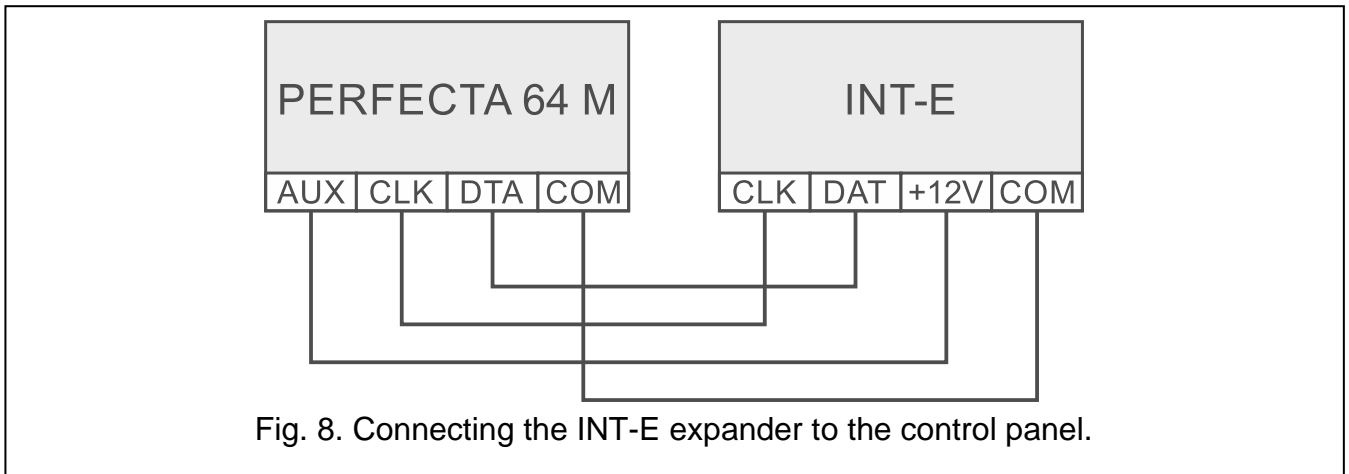 PERFECTA 64 M
INT-E
AUX CLK DTA COM
CLK DAT +12V COM
Fig. 8. Connecting the INT-E expander to the control panel.